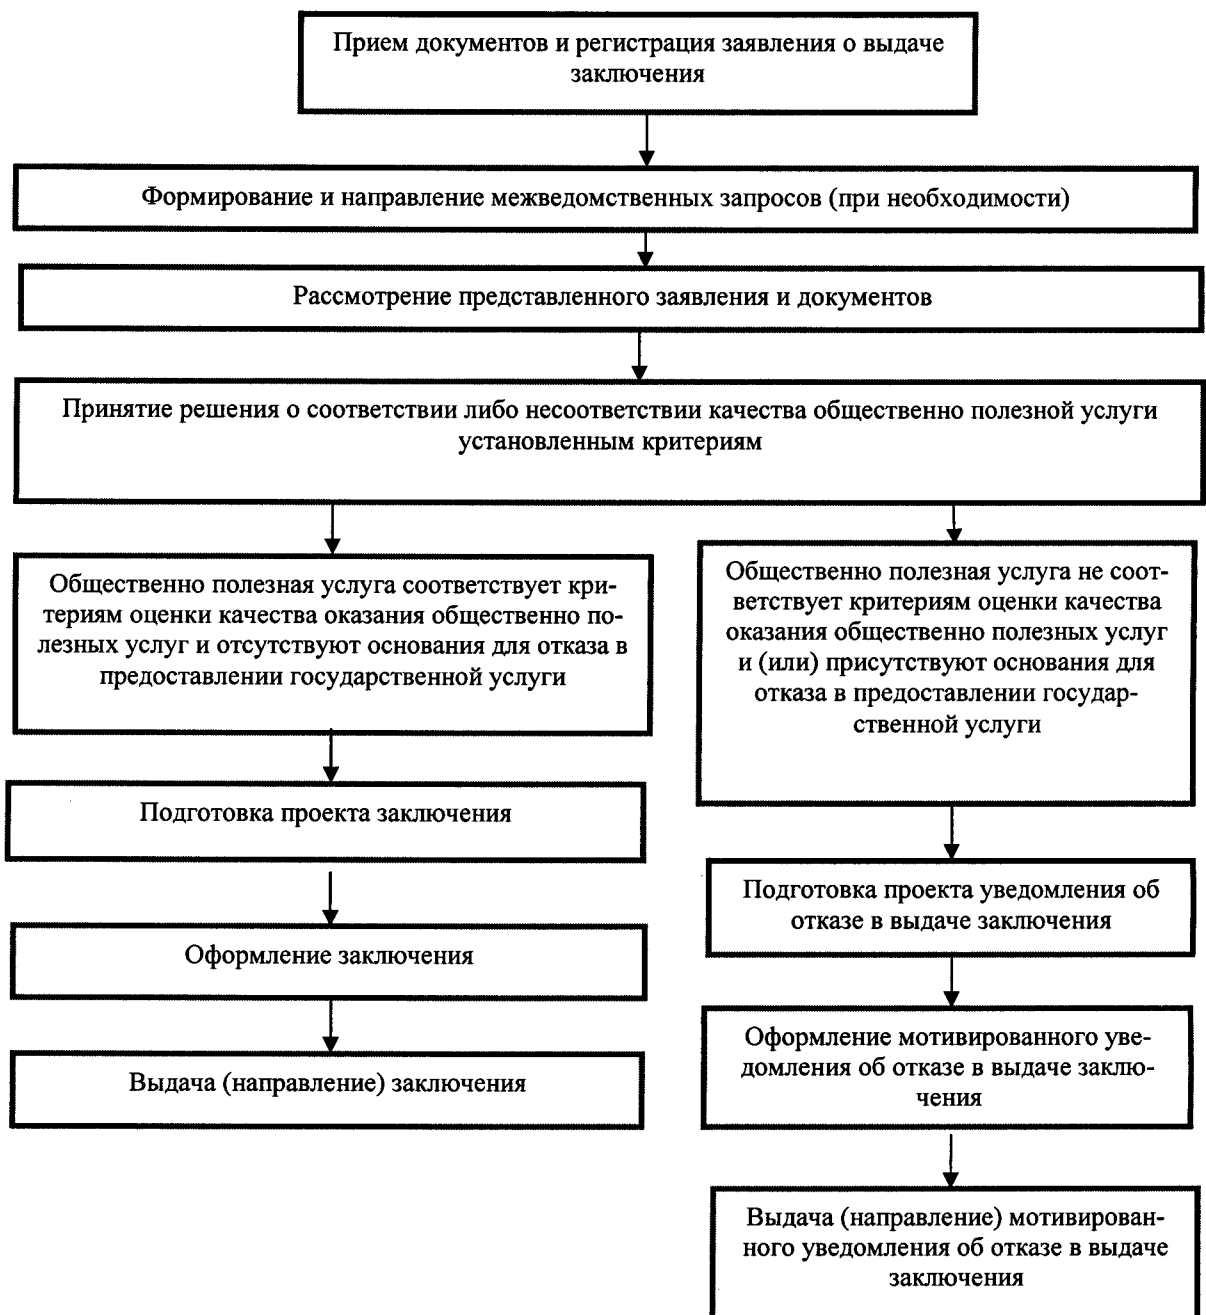 Прием документов и регистрация заявления о выдаче
заключения
Формирование и направление межведомственных запросов (при необходимости)
Рассмотрение представленного заявления и документов
Принятие решения о соответствии либо несоответствии качества общественно полезной услуги
установленным критериям
Общественно полезная услуга соответствует кри-
териям оценки качества оказания общественно по-
лезных услуг и отсутствуют основания для отказа в
предоставлении государственной услуги
Общественно полезная услуга не соот-
ветствует критериям оценки качества
оказания общественно полезных услуг
и (или) присутствуют основания для
отказа в предоставлении государ-
ственной услуги
Подготовка проекта заключения
Подготовка проекта уведомления об
отказе в выдаче заключения
Оформление заключения
Оформление мотивированного уве-
домления об отказе в выдаче заклю-
чения
Выдача (направление) заключения
Выдача (направление) мотивирован-
ного уведомления об отказе в выдаче
заключения